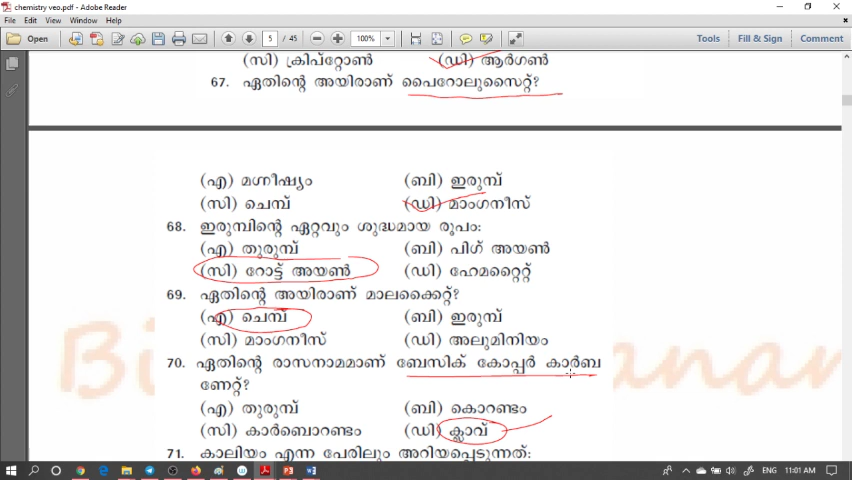 chemistry veo.pdf - Adobe Reader
File Edit View Window Help
Open 5 / 45 100% Tools Fill & Sign Comment
(സി) ക്രിപ്റ്റോൺ (ഡി) ആർഗൺ
67. ഏതിന്റെ അയിരാണ് പൈറോലുസൈറ്റ്?
(എ) മഗ്നീഷ്യം (ബി) ഇരുമ്പ്
(സി) ചെമ്പ് (ഡി) മാംഗനീസ്
68. ഇരുമ്പിന്റെ ഏറ്റവും ശുദ്ധമായ രൂപം:
(എ) തുരുമ്പ് (ബി) പിഗ് അയൺ
(സി) റോട്ട് അയൺ (ഡി) ഹേമറ്റൈറ്റ്
69. ഏതിന്റെ അയിരാണ് മാലക്കൈറ്റ്?
(എ) ചെമ്പ് (ബി) ഇരുമ്പ്
(സി) മാംഗനീസ് (ഡി) അലുമിനിയം
70. ഏതിന്റെ രാസനാമമാണ് ബേസിക് കോപ്പർ കാർബ
ണേറ്റ്?
(എ) തുരുമ്പ് (ബി) കൊറണ്ടം
(സി) കാർബൊറണ്ടം (ഡി) ക്ലാവ്
71. കാലിയം എന്ന പേരിലും അറിയപ്പെടുന്നത്:
ENG 11:01 AM